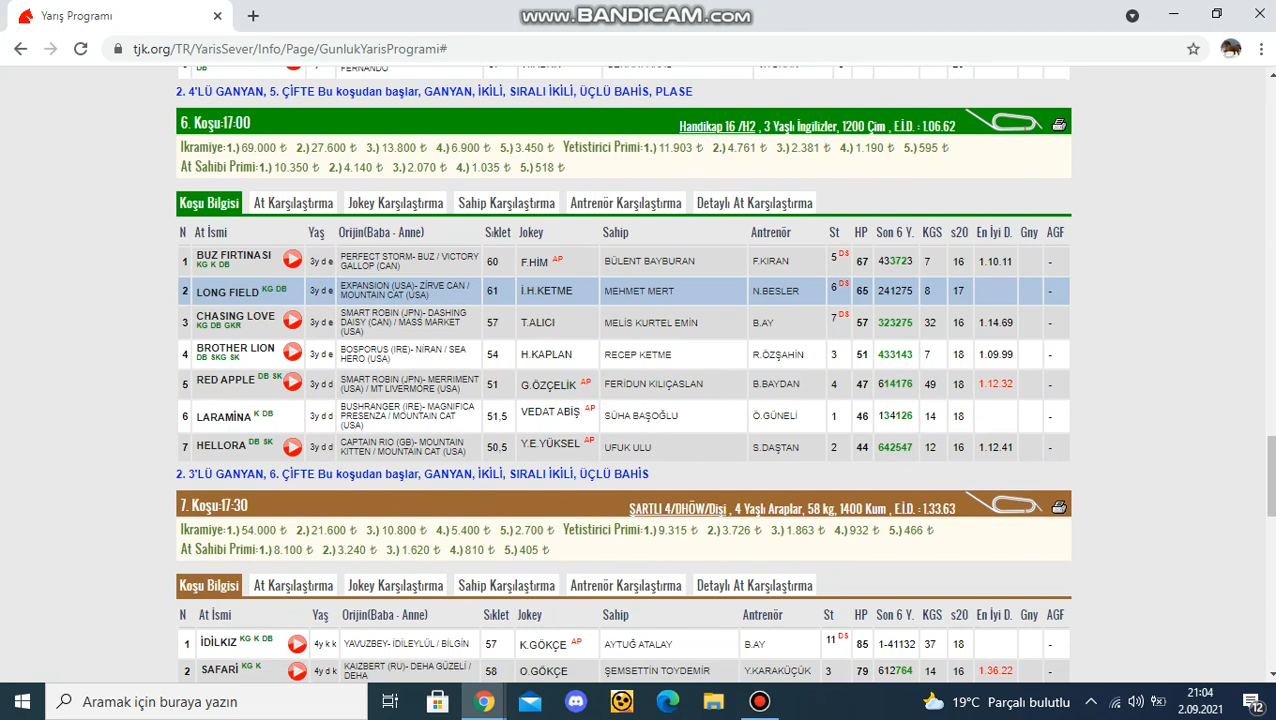 Yarış Programı
www.BANDICAM.com
tjk.org/TR/YarisSever/Info/Page/GunlukYarisProgrami#
DB FERNANDO
2. 4'LÜ GANYAN, 5. ÇİFTE Bu koşudan başlar, GANYAN, İKİLİ, SIRALI İKİLİ, ÜÇLÜ BAHİS, PLASE
6. Koşu:17:00 Handikap 16 /H2 , 3 Yaşlı İngilizler, 1200 Çim , E.İ.D. : 1.06.62
Ikramiye:1.) 69.000 ₺ 2.) 27.600 ₺ 3.) 13.800 ₺ 4.) 6.900 ₺ 5.) 3.450 ₺ Yetistirici Primi:1.) 11.903 ₺ 2.) 4.761 ₺ 3.) 2.381 ₺ 4.) 1.190 ₺ 5.) 595 ₺
At Sahibi Primi:1.) 10.350 ₺ 2.) 4.140 ₺ 3.) 2.070 ₺ 4.) 1.035 ₺ 5.) 518 ₺
Koşu Bilgisi At Karşılaştırma Jokey Karşılaştırma Sahip Karşılaştırma Antrenör Karşılaştırma Detaylı At Karşılaştırma
N At İsmi Yaş Orijin(Baba - Anne) Sıklet Jokey Sahip Antrenör St HP Son 6 Y. KGS s20 En İyi D. Gny AGF
1 BUZ FIRTINASI KG K DB 3y d e PERFECT STORM- BUZ / VICTORY GALLOP (CAN) 60 F.HİM AP BÜLENT BAYBURAN F.KIRAN 5 DS 67 433723 7 16 1.10.11 -
2 LONG FIELD KG DB 3y d e EXPANSION (USA)- ZİRVE CAN / MOUNTAIN CAT (USA) 61 İ.H.KETME MEHMET MERT N.BESLER 6 DS 65 241275 8 17 -
3 CHASING LOVE KG DB GKR 3y d e SMART ROBIN (JPN)- DASHING DAISY (CAN) / MASS MARKET (USA) 57 T.ALICI MELİS KURTEL EMİN B.AY 7 DS 57 323275 32 16 1.14.69 -
4 BROTHER LION DB SKG SK 3y d e BOSPORUS (IRE)- NİRAN / SEA HERO (USA) 54 H.KAPLAN RECEP KETME R.ÖZŞAHİN 3 51 433143 7 18 1.09.99 -
5 RED APPLE DB SK 3y d d SMART ROBIN (JPN)- MERRIMENT (USA) / MT LIVERMORE (USA) 51 G.ÖZÇELİK AP FERİDUN KILIÇASLAN B.BAYDAN 4 47 614176 49 18 1.12.32 -
6 LARAMİNA K DB 3y d d BUSHRANGER (IRE)- MAGNIFICA PRESENZA / MOUNTAIN CAT (USA) 51,5 VEDAT ABİŞ AP SÜHA BAŞOĞLU Ö.GÜNELİ 1 46 134126 14 18 -
7 HELLORA DB SK 3y d d CAPTAIN RIO (GB)- MOUNTAIN KITTEN / MOUNTAIN CAT (USA) 50,5 Y.E.YÜKSEL AP UFUK ULU S.DAŞTAN 2 44 642547 12 16 1.12.41 -
2. 3'LÜ GANYAN, 6. ÇİFTE Bu koşudan başlar, GANYAN, İKİLİ, SIRALI İKİLİ, ÜÇLÜ BAHİS
7. Koşu:17:30 ŞARTLI 4/DHÖW/Dişi , 4 Yaşlı Araplar, 58 kg, 1400 Kum , E.İ.D. : 1.33.63
Ikramiye:1.) 54.000 ₺ 2.) 21.600 ₺ 3.) 10.800 ₺ 4.) 5.400 ₺ 5.) 2.700 ₺ Yetistirici Primi:1.) 9.315 ₺ 2.) 3.726 ₺ 3.) 1.863 ₺ 4.) 932 ₺ 5.) 466 ₺
At Sahibi Primi:1.) 8.100 ₺ 2.) 3.240 ₺ 3.) 1.620 ₺ 4.) 810 ₺ 5.) 405 ₺
Koşu Bilgisi At Karşılaştırma Jokey Karşılaştırma Sahip Karşılaştırma Antrenör Karşılaştırma Detaylı At Karşılaştırma
N At İsmi Yaş Orijin(Baba - Anne) Sıklet Jokey Sahip Antrenör St HP Son 6 Y. KGS s20 En İyi D. Gny AGF
1 İDİLKIZ KG K DB 4y k k YAVUZBEY- İDİLEYLÜL / BİLGİN 57 K.GÖKÇE AP AYTUĞ ATALAY B.AY 11 DS 85 1-41132 37 18 -
2 SAFARİ KG K 4y d k KAIZBERT (RU)- DEHA GÜZELİ / DEHA 58 O.GÖKÇE ŞEMSETTİN TOYDEMİR Y.KARAKÜÇÜK 3 79 612764 14 16 1.36.22 -
Aramak için buraya yazın
19°C Parçalı bulutlu
21:04
2.09.2021
12